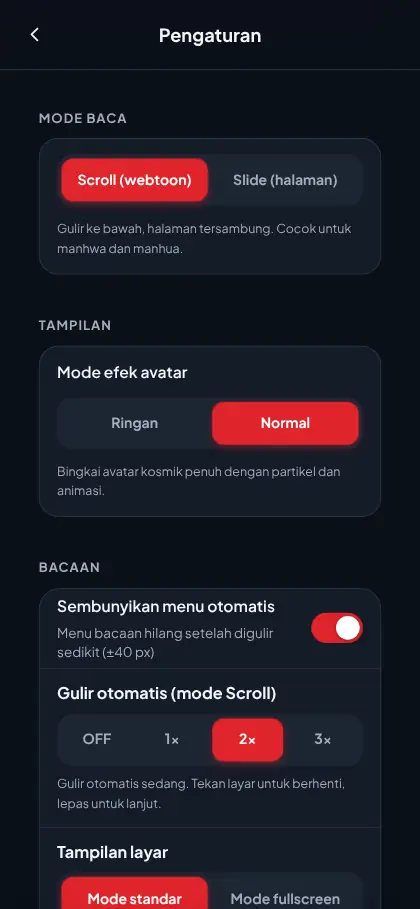 Pengaturan
MODE BACA
Scroll (webtoon)
Slide (halaman)
Gulir ke bawah, halaman tersambung. Cocok untuk
manhwa dan manhua.
TAMPILAN
Mode efek avatar
Ringan
Normal
Bingkai avatar kosmik penuh dengan partikel dan
animasi.
BACAAN
Sembunyikan menu otomatis
Menu bacaan hilang setelah digulir
sedikit (±40 px)
Gulir otomatis (mode Scroll)
OFF
1×
2×
3×
Gulir otomatis sedang. Tekan layar untuk berhenti,
lepas untuk lanjut.
Tampilan layar
Mode standar
Mode fullscreen